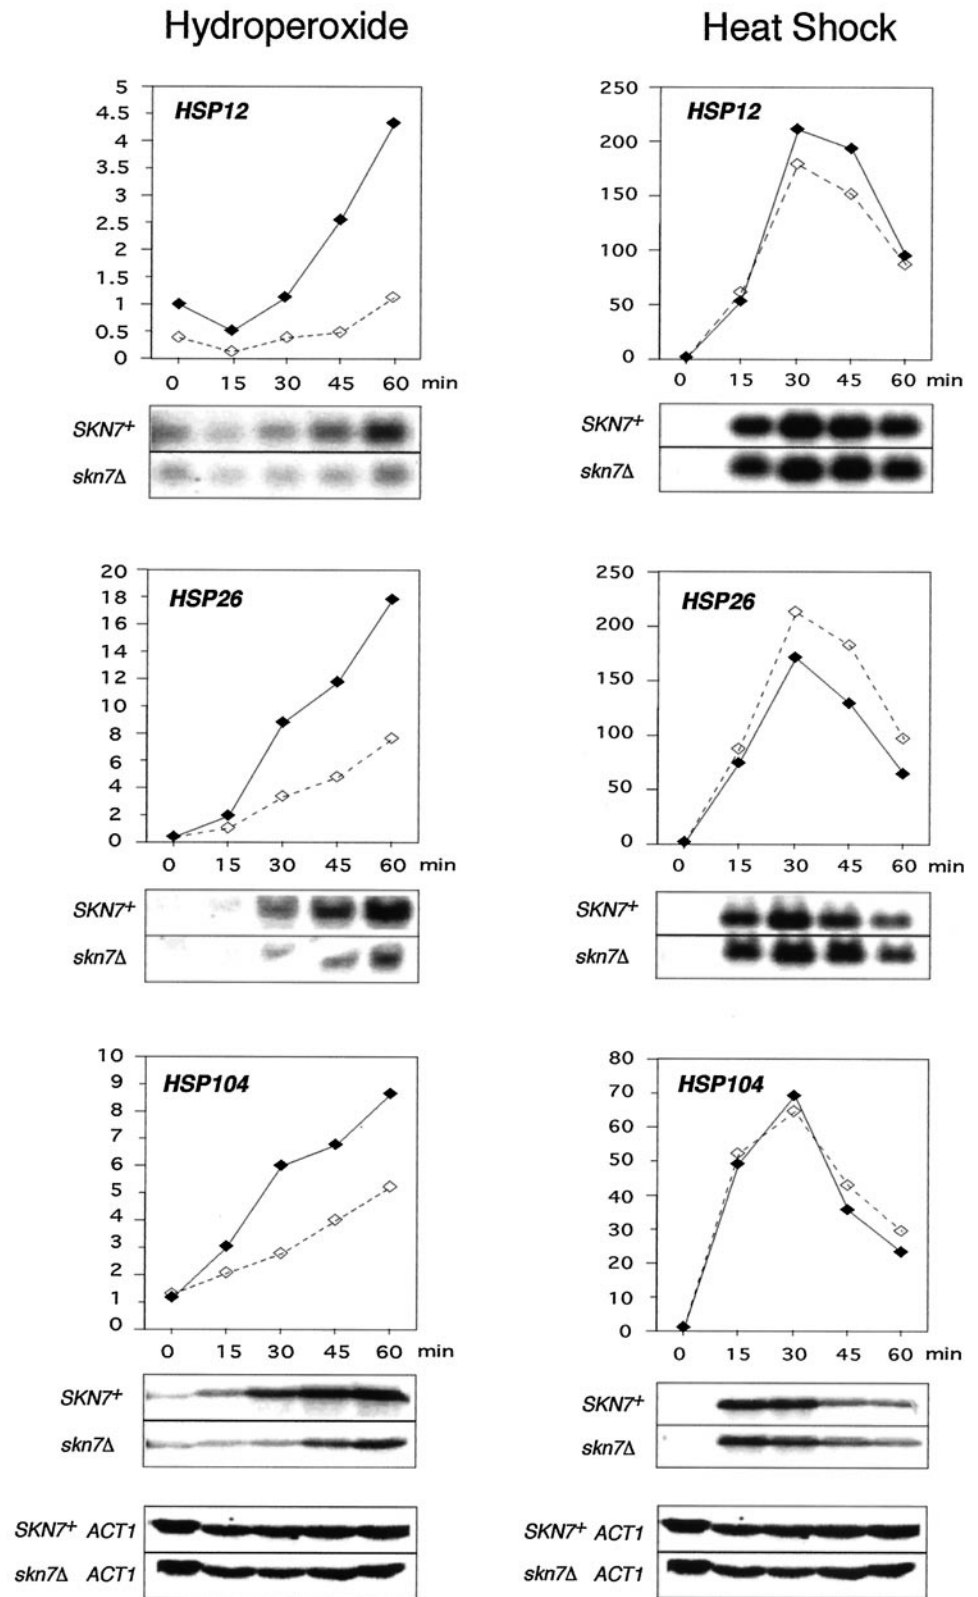 Hydroperoxide
Heat Shock
HSP12
5
4.5
4
3.5
3
2.5
2
1.5
1
0.5
0
0 15 30 45 60 min
SKN7+
skn7Δ
HSP12
250
200
150
100
50
0
0 15 30 45 60 min
SKN7+
skn7Δ
HSP26
20
18
16
14
12
10
8
6
4
2
0
0 15 30 45 60 min
SKN7+
skn7Δ
HSP26
250
200
150
100
50
0
0 15 30 45 60 min
SKN7+
skn7Δ
HSP104
10
9
8
7
6
5
4
3
2
1
0
0 15 30 45 60 min
SKN7+
skn7Δ
HSP104
80
70
60
50
40
30
20
10
0
0 15 30 45 60 min
SKN7+
skn7Δ
SKN7+ ACT1
skn7Δ ACT1
SKN7+ ACT1
skn7Δ ACT1